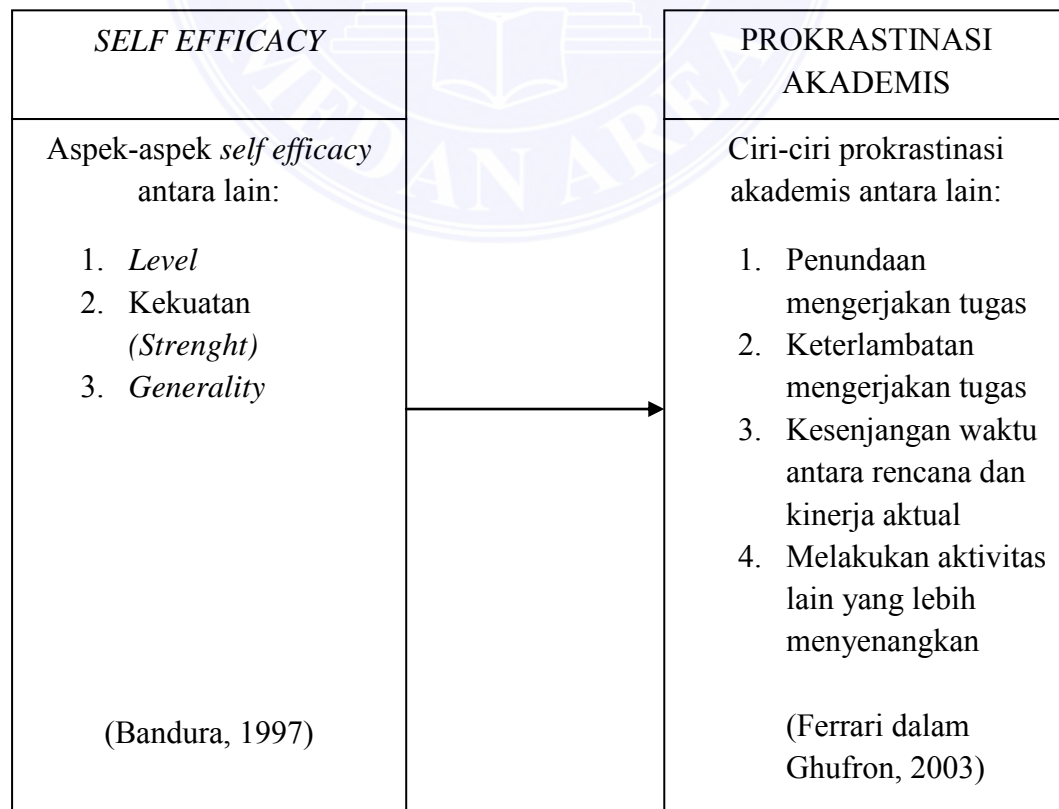 SELF EFFICACY
Aspek-aspek self efficacy
antara lain:
1. Level
2. Kekuatan
(Strenght)
3. Generality
(Bandura, 1997)
PROKRASTINASI
AKADEMIS
Ciri-ciri prokrastinasi
akademis antara lain:
1. Penundaan
mengerjakan tugas
2. Keterlambatan
mengerjakan tugas
3. Kesenjangan waktu
antara rencana dan
kinerja aktual
4. Melakukan aktivitas
lain yang lebih
menyenangkan
(Ferrari dalam
Ghufron, 2003)
MEDAN AREA